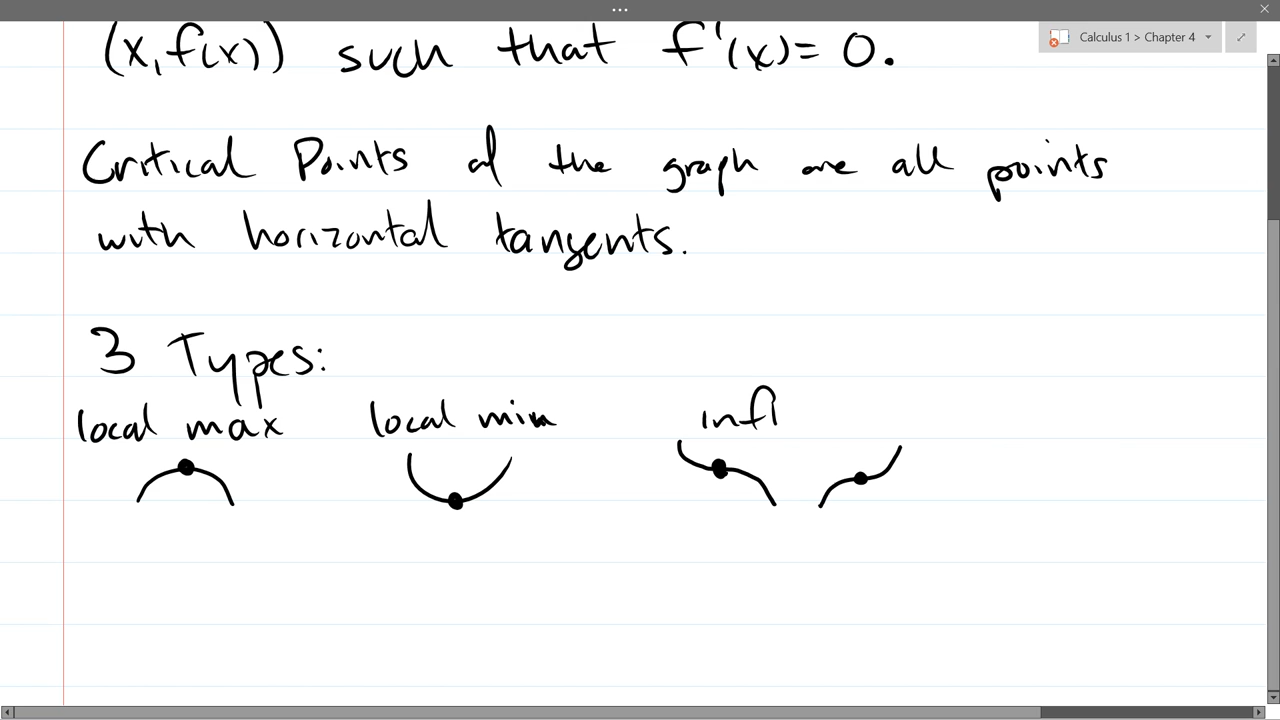 Calculus 1 > Chapter 4
(x, f(x)) such that f'(x) = 0.
Critical Points of the graph are all points
with horizontal tangents.
3 Types:
local max local min infl